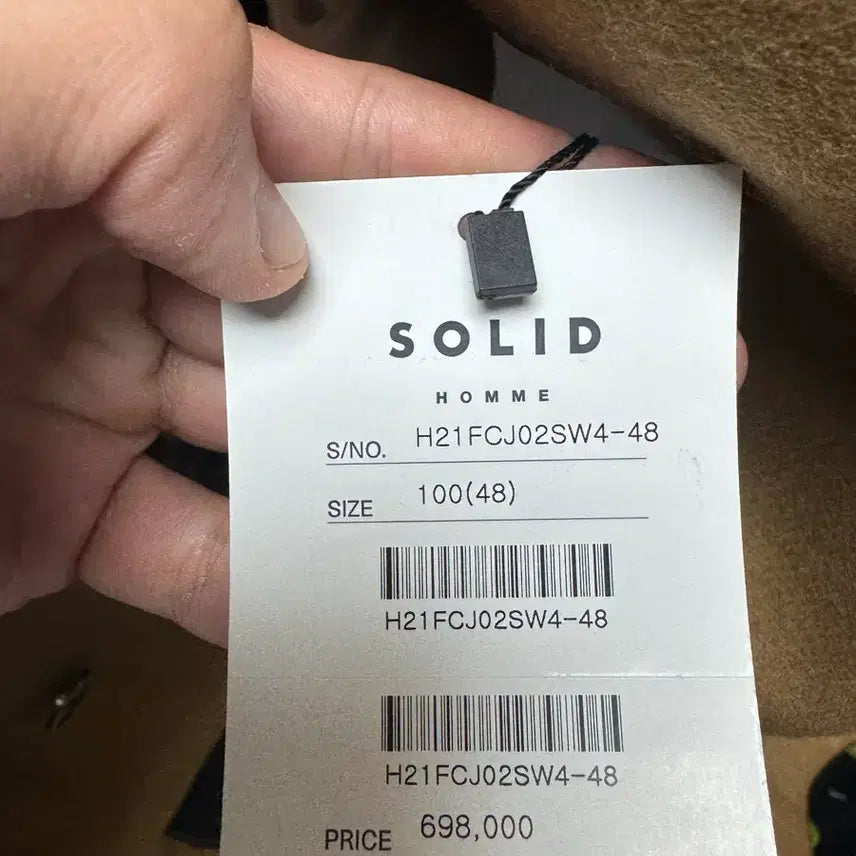 SOLID
HOMME
S/NO. H21FCJ02SW4-48
SIZE 100(48)
H21FCJ02SW4-48
H21FCJ02SW4-48
PRICE 698,000